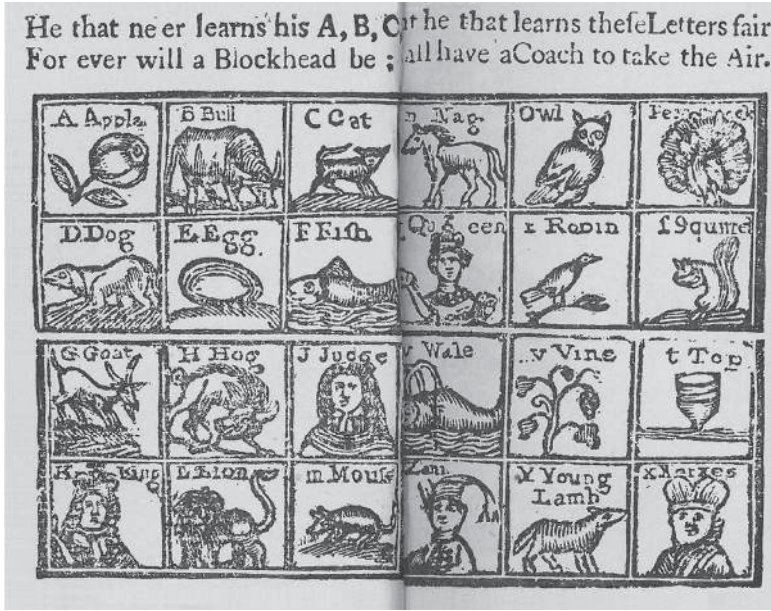 He that ne er learns his A, B, C
For ever will a Blockhead be ;
t he that learns theſe Letters fair
all have a Coach to take the Air.
A Apple
B Bull
C Cat
n Nag
Owl
D. Dog
E. Egg.
F Fiſh
Qu een
r Robin
ſ Squirrel
G. Goat
H Hog
J Judge
w Wale
v Vine
t Top
K King
L Lion
m Mouſe
Y Young
Lamb
x Xerxes